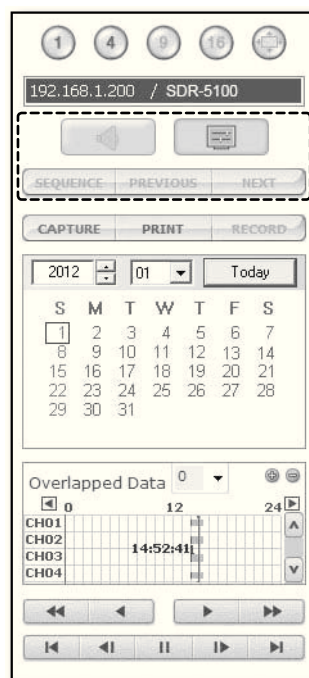 1 4 9 16
192.168.1.200 / SDR-5100
SEQUENCE PREVIOUS NEXT
CAPTURE PRINT RECORD
2012 01 Today
S M T W T F S
1 2 3 4 5 6 7
8 9 10 11 12 13 14
15 16 17 18 19 20 21
22 23 24 25 26 27 28
29 30 31
Overlapped Data 0
0 12 24
CH01
CH02
14:52:41
CH03
CH04